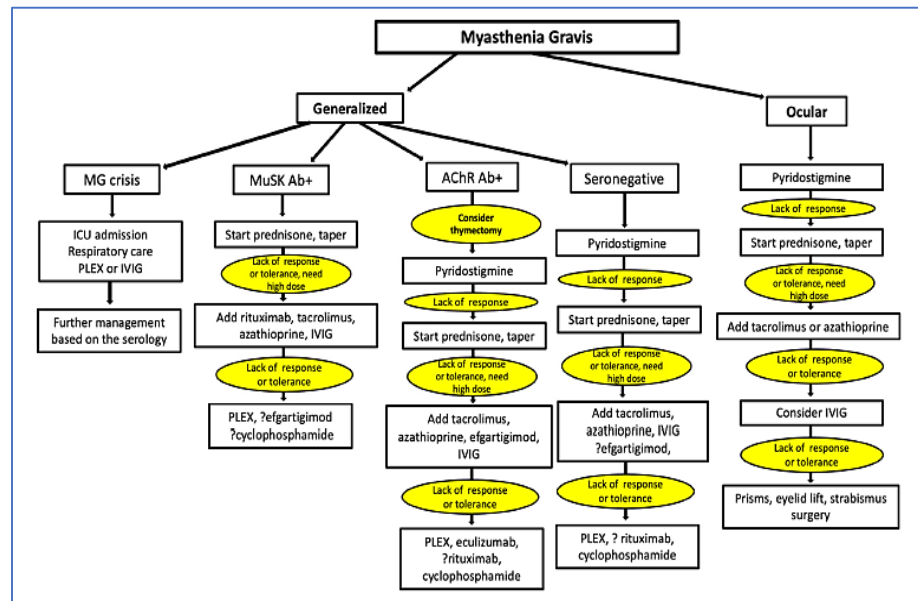 Myasthenia Gravis
Generalized
Ocular
MG crisis
ICU admission
Respiratory care
PLEX or IVIG
Further management
based on the serology
MuSK Ab+
Start prednisone, taper
Lack of response
or tolerance, need
high dose
Add rituximab, tacrolimus,
azathioprine, IVIG
Lack of response
or tolerance
PLEX, ?efgartigimod
?cyclophosphamide
AChR Ab+
Consider
thymectomy
Pyridostigmine
Lack of response
Start prednisone, taper
Lack of response
or tolerance, need
high dose
Add tacrolimus,
azathioprine, efgartigimod,
IVIG
Lack of response
or tolerance
PLEX, eculizumab,
?rituximab,
cyclophosphamide
Seronegative
Pyridostigmine
Lack of response
Start prednisone, taper
Lack of response
or tolerance, need
high dose
Add tacrolimus,
azathioprine, IVIG
?efgartigimod,
Lack of response
or tolerance
PLEX, ? rituximab,
cyclophosphamide
Pyridostigmine
Lack of response
Start prednisone, taper
Lack of response
or tolerance, need
high dose
Add tacrolimus or azathioprine
Lack of response
or tolerance
Consider IVIG
Lack of response
or tolerance
Prisms, eyelid lift, strabismus
surgery